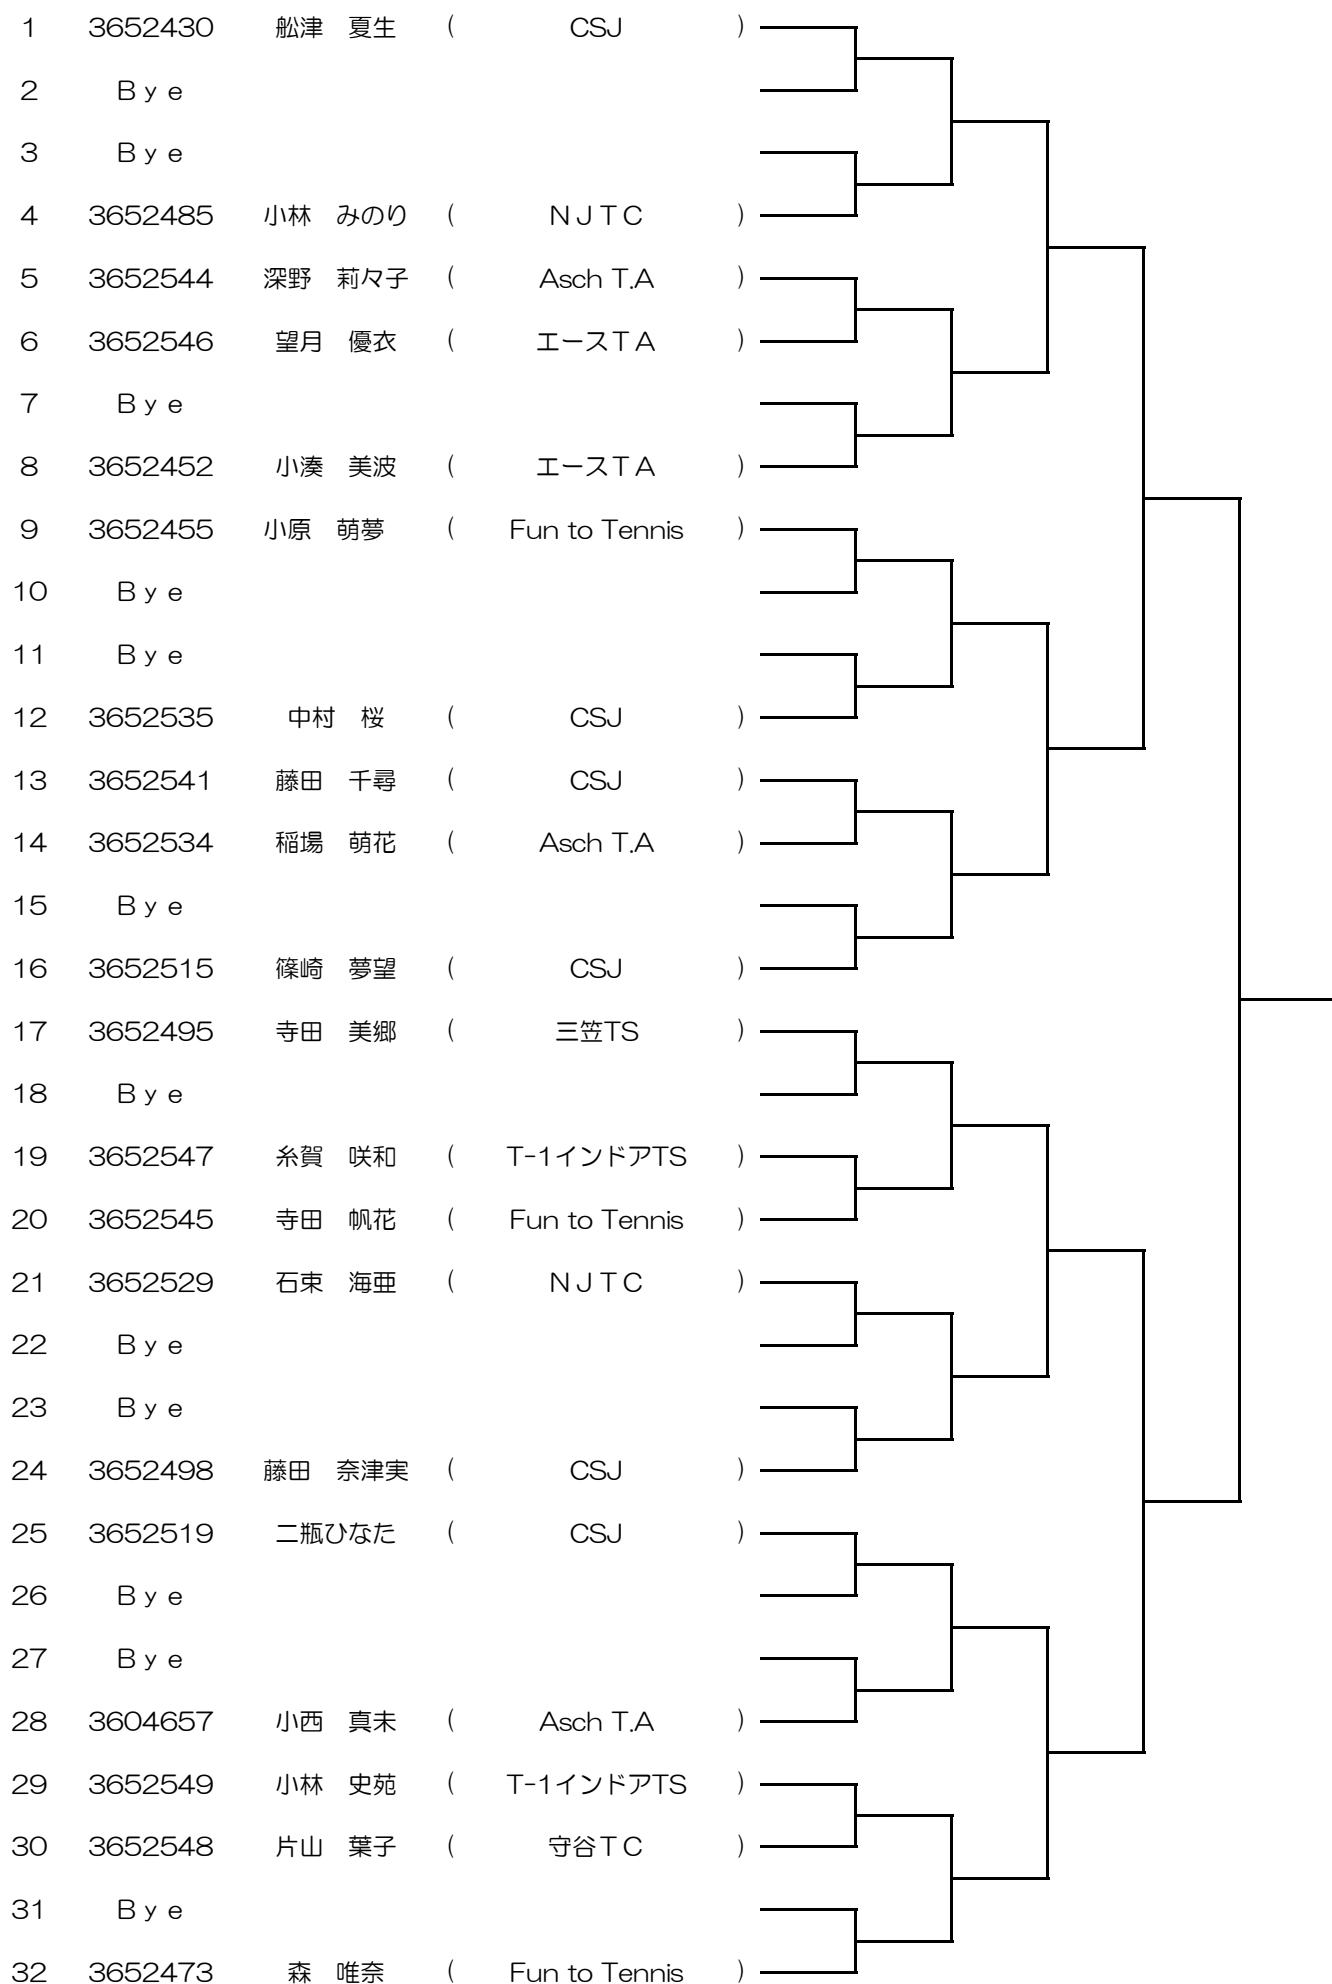 1 3652430 舩津 夏生 ( CSJ )
2 Ｂｙｅ
3 Ｂｙｅ
4 3652485 小林 みのり ( ＮＪＴＣ )
5 3652544 深野 莉々子 ( Asch T.A )
6 3652546 望月 優衣 ( エースＴＡ )
7 Ｂｙｅ
8 3652452 小湊 美波 ( エースＴＡ )
9 3652455 小原 萌夢 ( Fun to Tennis )
10 Ｂｙｅ
11 Ｂｙｅ
12 3652535 中村 桜 ( CSJ )
13 3652541 藤田 千尋 ( CSJ )
14 3652534 稲場 萌花 ( Asch T.A )
15 Ｂｙｅ
16 3652515 篠崎 夢望 ( CSJ )
17 3652495 寺田 美郷 ( 三笠TS )
18 Ｂｙｅ
19 3652547 糸賀 咲和 ( T-1インドアTS )
20 3652545 寺田 帆花 ( Fun to Tennis )
21 3652529 石束 海亜 ( ＮＪＴＣ )
22 Ｂｙｅ
23 Ｂｙｅ
24 3652498 藤田 奈津実 ( CSJ )
25 3652519 二瓶ひなた ( CSJ )
26 Ｂｙｅ
27 Ｂｙｅ
28 3604657 小西 真未 ( Asch T.A )
29 3652549 小林 史苑 ( T-1インドアTS )
30 3652548 片山 葉子 ( 守谷ＴＣ )
31 Ｂｙｅ
32 3652473 森 唯奈 ( Fun to Tennis )